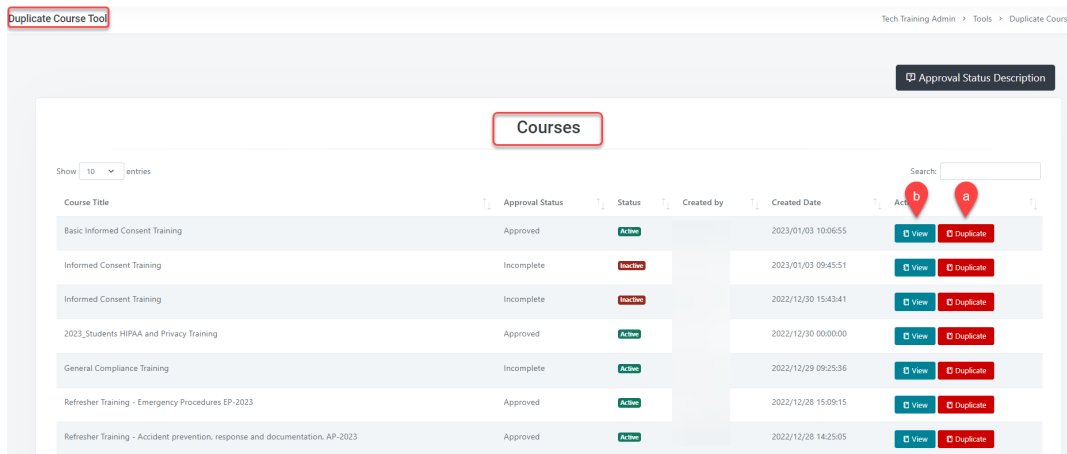 Duplicate Course Tool
Tech Training Admin > Tools > Duplicate Cours
Approval Status Description
Courses
Show 10 entries
Search:
b a
Course Title Approval Status Status Created by Created Date Acti
Basic Informed Consent Training Approved Active 2023/01/03 10:06:55 View Duplicate
Informed Consent Training Incomplete Inactive 2023/01/03 09:45:51 View Duplicate
Informed Consent Training Incomplete Inactive 2022/12/30 15:43:41 View Duplicate
2023_Students HIPAA and Privacy Training Approved Active 2022/12/30 00:00:00 View Duplicate
General Compliance Training Incomplete Active 2022/12/29 09:25:36 View Duplicate
Refresher Training - Emergency Procedures EP-2023 Approved Active 2022/12/28 15:09:15 View Duplicate
Refresher Training - Accident prevention, response and documentation, AP-2023 Approved Active 2022/12/28 14:25:05 View Duplicate